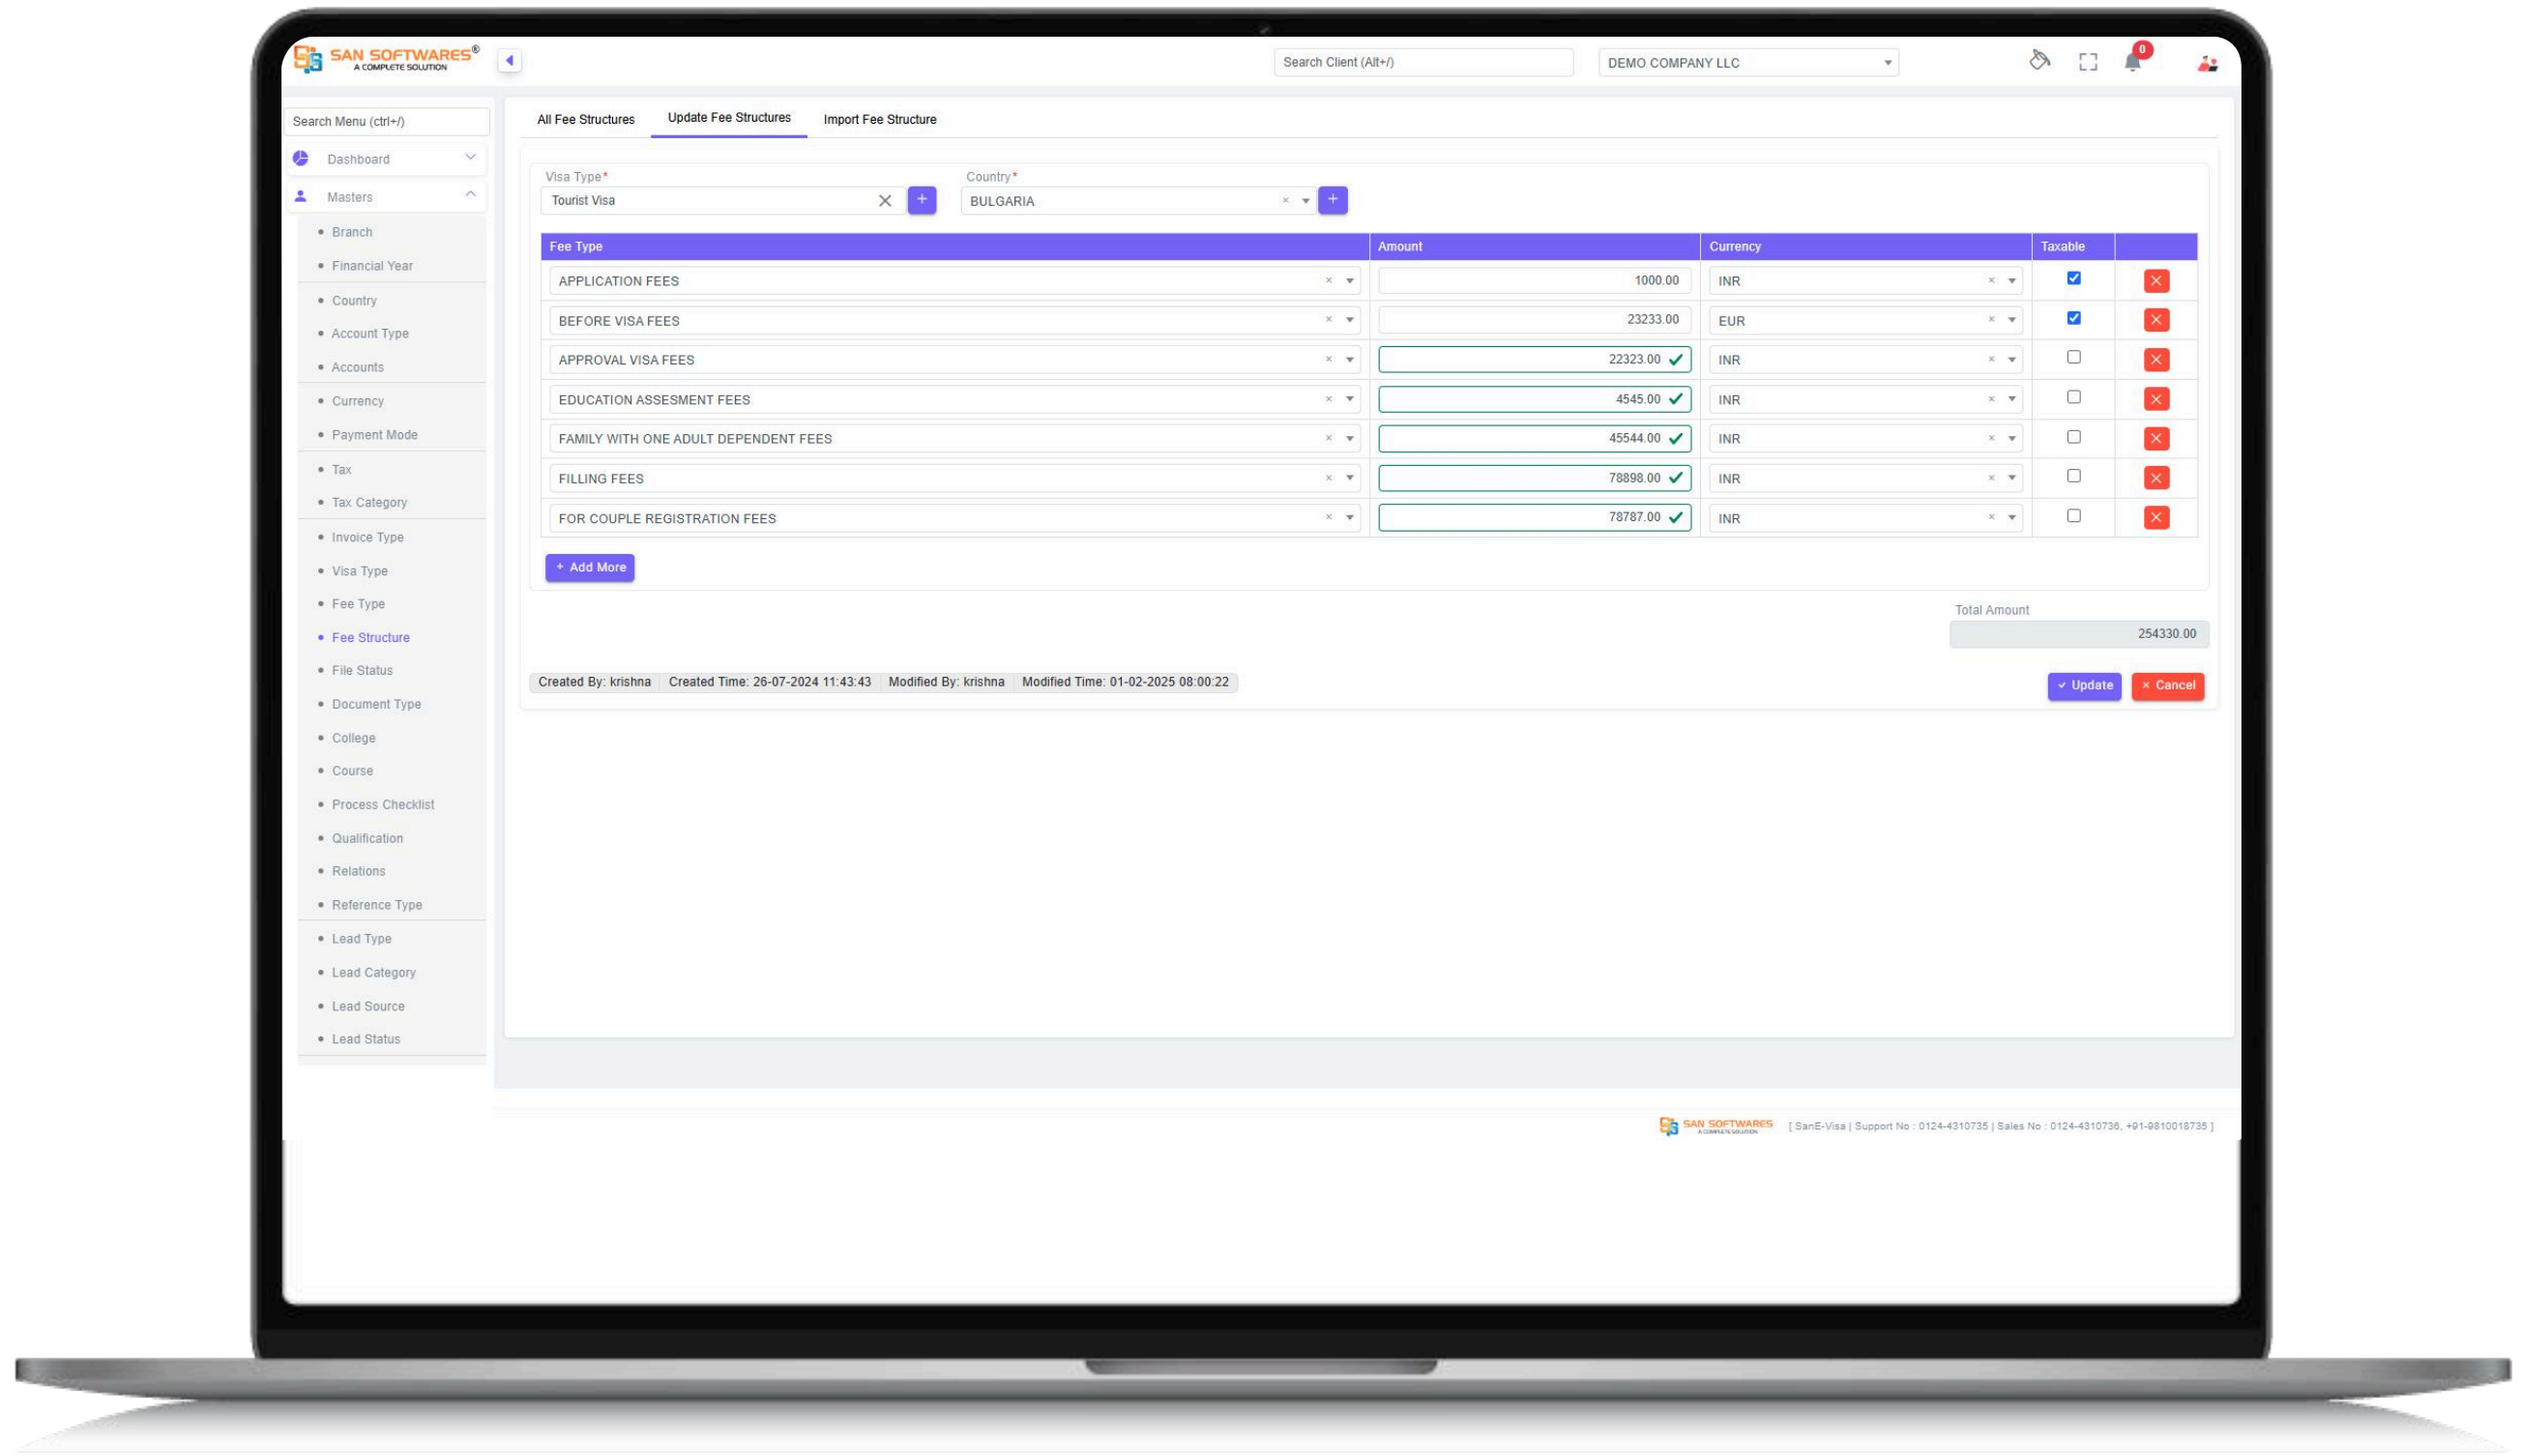 SAN SOFTWARES®
A COMPLETE SOLUTION
Search Client (Alt+/)
DEMO COMPANY LLC
0
Search Menu (ctrl+/)
Dashboard
Masters
Branch
Financial Year
Country
Account Type
Accounts
Currency
Payment Mode
Tax
Tax Category
Invoice Type
Visa Type
Fee Type
Fee Structure
File Status
Document Type
College
Course
Process Checklist
Qualification
Relations
Reference Type
Lead Type
Lead Category
Lead Source
Lead Status
All Fee Structures Update Fee Structures Import Fee Structure
Visa Type* Country*
Tourist Visa BULGARIA
Fee Type Amount Currency Taxable
APPLICATION FEES 1000.00 INR
BEFORE VISA FEES 23233.00 EUR
APPROVAL VISA FEES 22323.00 INR
EDUCATION ASSESMENT FEES 4545.00 INR
FAMILY WITH ONE ADULT DEPENDENT FEES 45544.00 INR
FILLING FEES 78898.00 INR
FOR COUPLE REGISTRATION FEES 78787.00 INR
+ Add More
Total Amount
254330.00
Created By: krishna Created Time: 26-07-2024 11:43:43 Modified By: krishna Modified Time: 01-02-2025 08:00:22
Update × Cancel
SAN SOFTWARES
A COMPLETE SOLUTION
[ SanE-Visa | Support No : 0124-4310735 | Sales No : 0124-4310736, +91-9810018735 ]